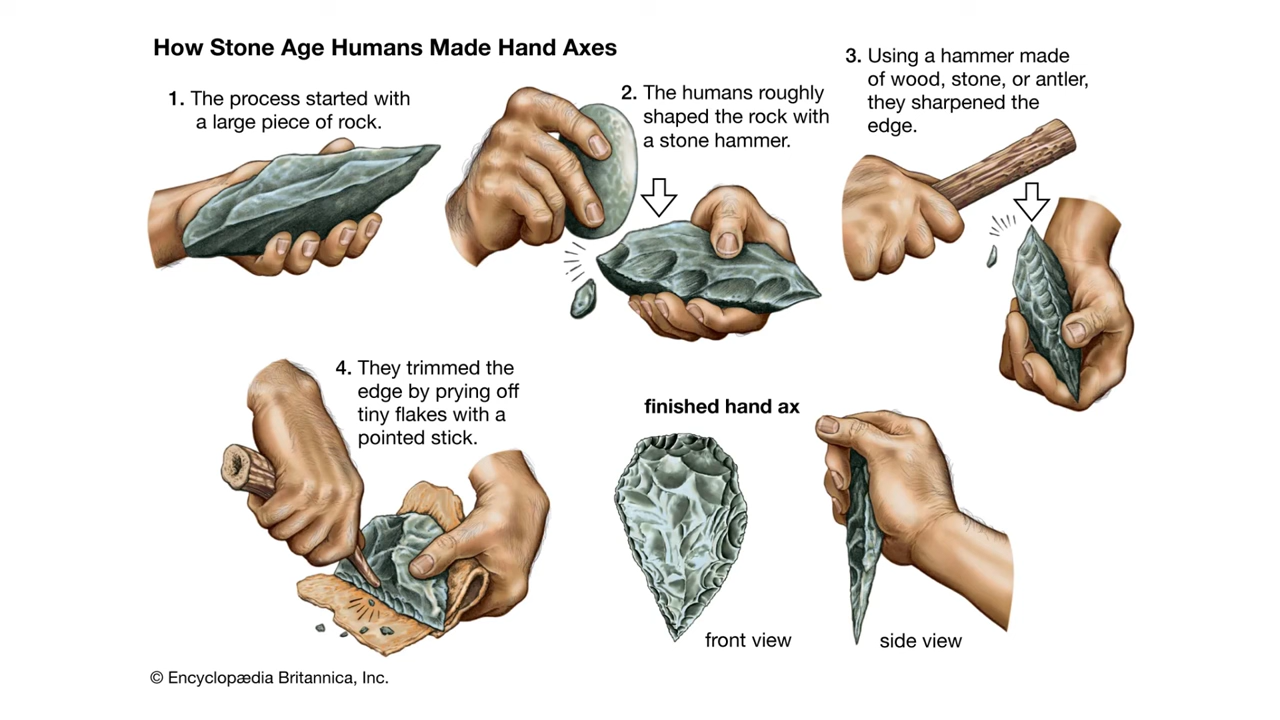 How Stone Age Humans Made Hand Axes
1. The process started with
a large piece of rock.
2. The humans roughly
shaped the rock with
a stone hammer.
3. Using a hammer made
of wood, stone, or antler,
they sharpened the
edge.
4. They trimmed the
edge by prying off
tiny flakes with a
pointed stick.
finished hand ax
front view
side view
© Encyclopædia Britannica, Inc.